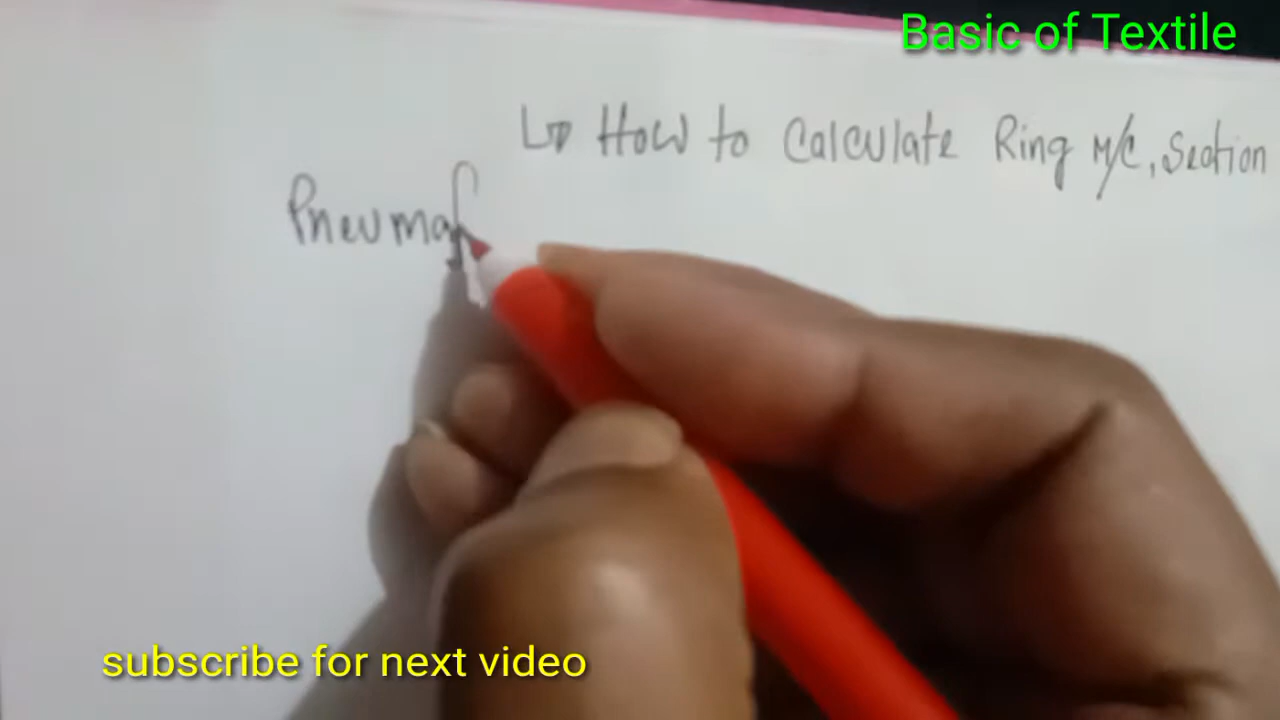 Basic of Textile
↳ How to Calculate Ring M/C, Section
Pneumaf
subscribe for next video